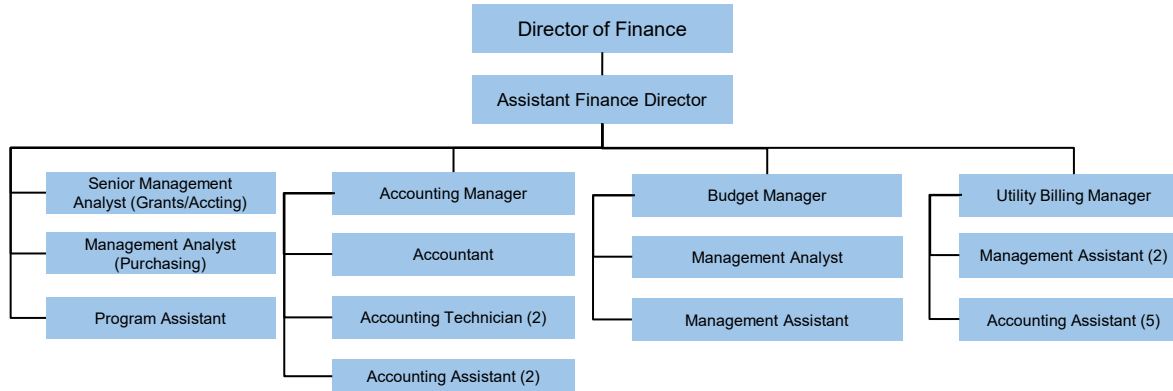 Director of Finance
Assistant Finance Director
Senior Management
Analyst (Grants/Accting)
Management Analyst
(Purchasing)
Program Assistant
Accounting Manager
Accountant
Accounting Technician (2)
Accounting Assistant (2)
Budget Manager
Management Analyst
Management Assistant
Utility Billing Manager
Management Assistant (2)
Accounting Assistant (5)